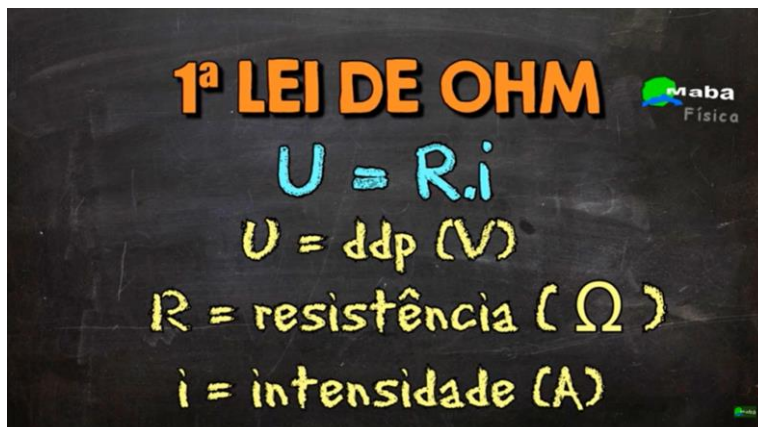 1ª LEI DE OHM
maba
Física
U = R.i
U = ddp (V)
R = resistência ( Ω )
i = intensidade (A)